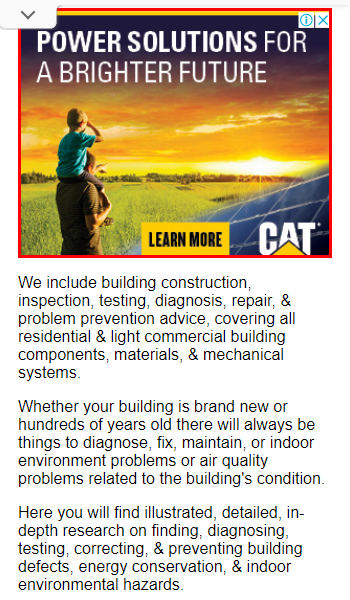 POWER SOLUTIONS FOR
A BRIGHTER FUTURE
LEARN MORE
CAT
We include building construction,
inspection, testing, diagnosis, repair, &
problem prevention advice, covering all
residential & light commercial building
components, materials, & mechanical
systems.
Whether your building is brand new or
hundreds of years old there will always be
things to diagnose, fix, maintain, or indoor
environment problems or air quality
problems related to the building's condition.
Here you will find illustrated, detailed, in-
depth research on finding, diagnosing,
testing, correcting, & preventing building
defects, energy conservation, & indoor
environmental hazards.